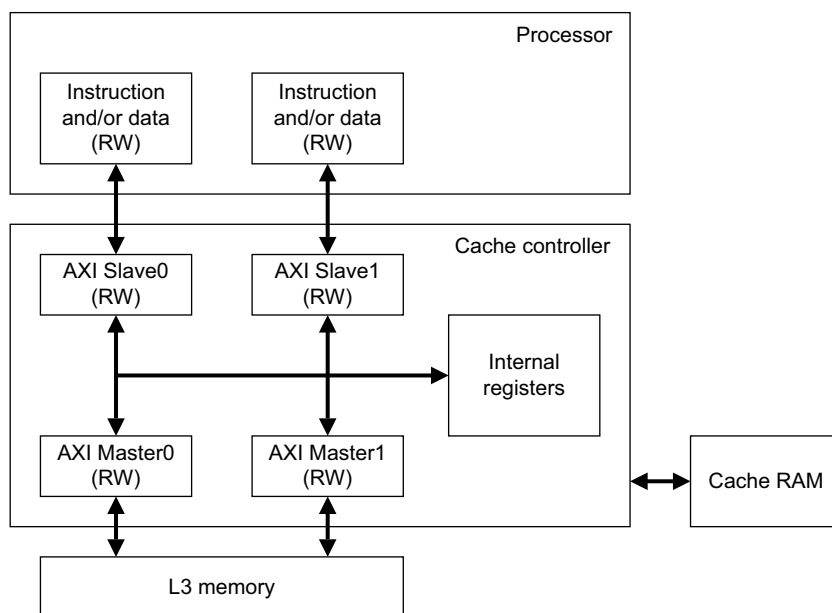 Processor
Instruction
and/or data
(RW)
Instruction
and/or data
(RW)
Cache controller
AXI Slave0
(RW)
AXI Slave1
(RW)
Internal
registers
AXI Master0
(RW)
AXI Master1
(RW)
Cache RAM
L3 memory